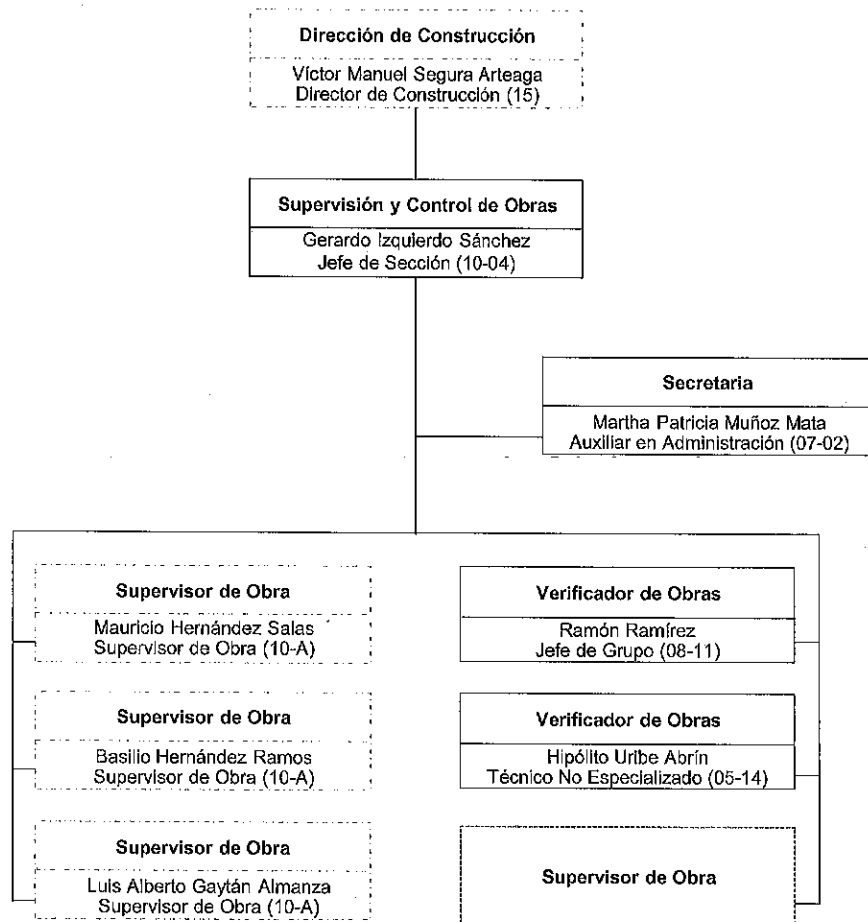 Dirección de Construcción
Víctor Manuel Segura Arteaga
Director de Construcción (15)
Supervisión y Control de Obras
Gerardo Izquierdo Sánchez
Jefe de Sección (10-04)
Secretaria
Martha Patricia Muñoz Mata
Auxiliar en Administración (07-02)
Supervisor de Obra
Mauricio Hernández Salas
Supervisor de Obra (10-A)
Supervisor de Obra
Basilio Hernández Ramos
Supervisor de Obra (10-A)
Supervisor de Obra
Luis Alberto Gaytán Almanza
Supervisor de Obra (10-A)
Verificador de Obras
Ramón Ramírez
Jefe de Grupo (08-11)
Verificador de Obras
Hipólito Uribe Abrín
Técnico No Especializado (05-14)
Supervisor de Obra